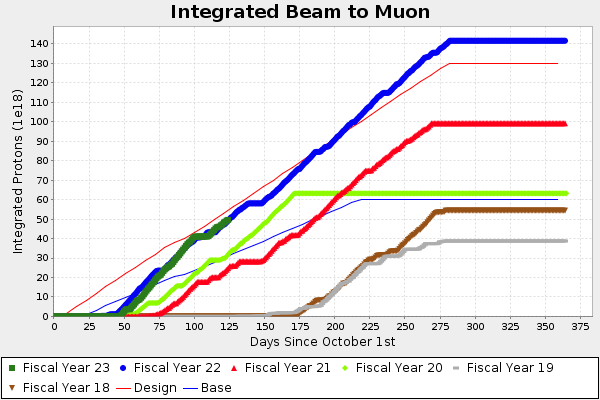 Integrated Beam to Muon
Integrated Protons (1e18)
140
130
120
110
100
90
80
70
60
50
40
30
20
10
0
0 25 50 75 100 125 150 175 200 225 250 275 300 325 350 375
Days Since October 1st
Fiscal Year 23 Fiscal Year 22 Fiscal Year 21 Fiscal Year 20 Fiscal Year 19
Fiscal Year 18 Design Base